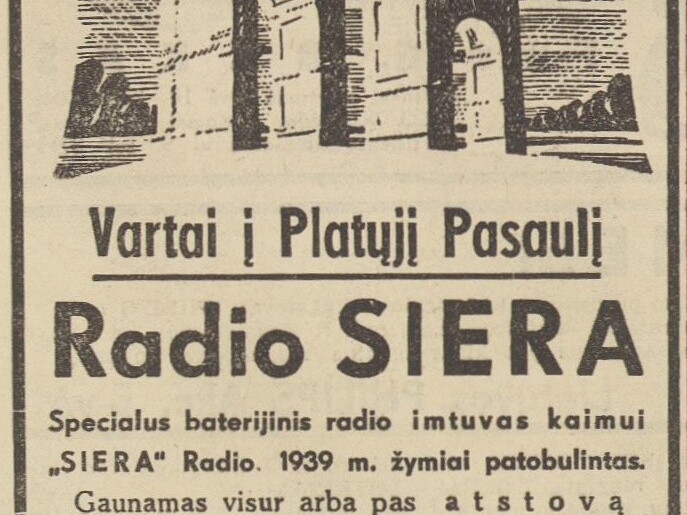 Vartai į Platųjį Pasaulį
Radio SIERA
Specialus baterijinis radio imtuvas kaimui
„SIERA“ Radio. 1939 m. žymiai patobulintas.
Gaunamas visur arba pas atstovą